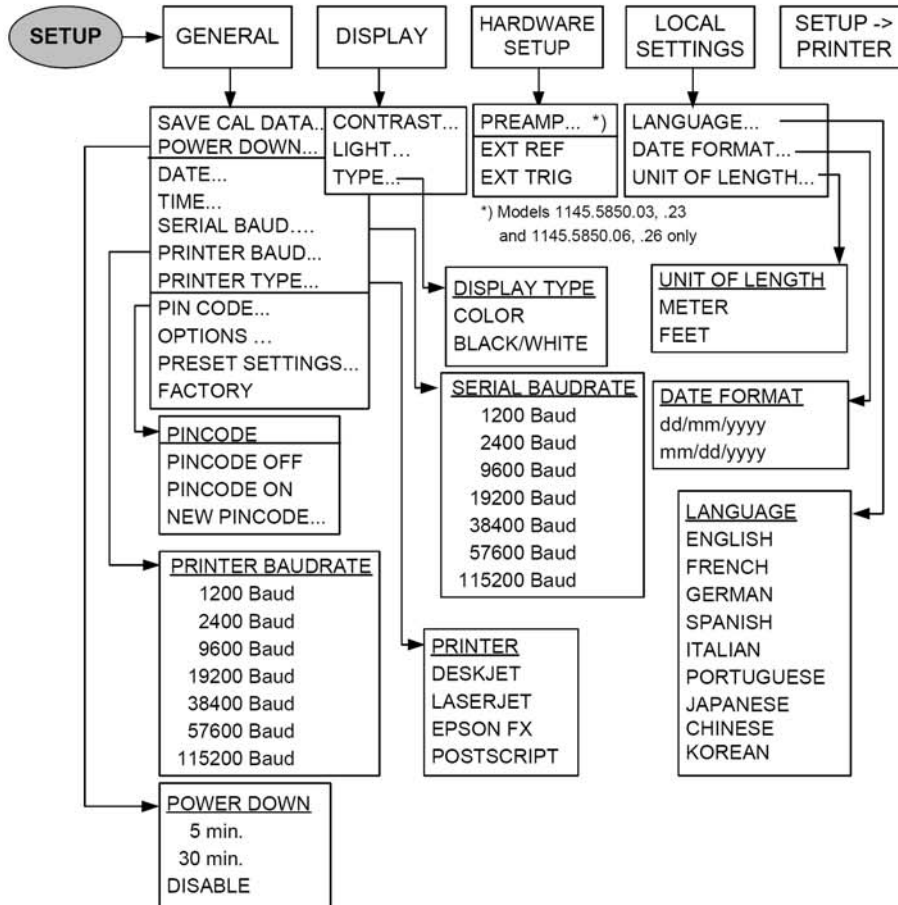 SETUP
GENERAL
DISPLAY
HARDWARE
SETUP
LOCAL
SETTINGS
SETUP ->
PRINTER
SAVE CAL DATA..
POWER DOWN...
DATE...
TIME...
SERIAL BAUD....
PRINTER BAUD...
PRINTER TYPE...
PIN CODE...
OPTIONS ...
PRESET SETTINGS...
FACTORY
CONTRAST...
LIGHT...
TYPE...
PREAMP... *)
EXT REF
EXT TRIG
*) Models 1145.5850.03, .23
and 1145.5850.06, .26 only
LANGUAGE...
DATE FORMAT...
UNIT OF LENGTH...
DISPLAY TYPE
COLOR
BLACK/WHITE
UNIT OF LENGTH
METER
FEET
SERIAL BAUDRATE
1200 Baud
2400 Baud
9600 Baud
19200 Baud
38400 Baud
57600 Baud
115200 Baud
DATE FORMAT
dd/mm/yyyy
mm/dd/yyyy
PINCODE
PINCODE OFF
PINCODE ON
NEW PINCODE...
LANGUAGE
ENGLISH
FRENCH
GERMAN
SPANISH
ITALIAN
PORTUGUESE
JAPANESE
CHINESE
KOREAN
PRINTER BAUDRATE
1200 Baud
2400 Baud
9600 Baud
19200 Baud
38400 Baud
57600 Baud
115200 Baud
PRINTER
DESKJET
LASERJET
EPSON FX
POSTSCRIPT
POWER DOWN
5 min.
30 min.
DISABLE